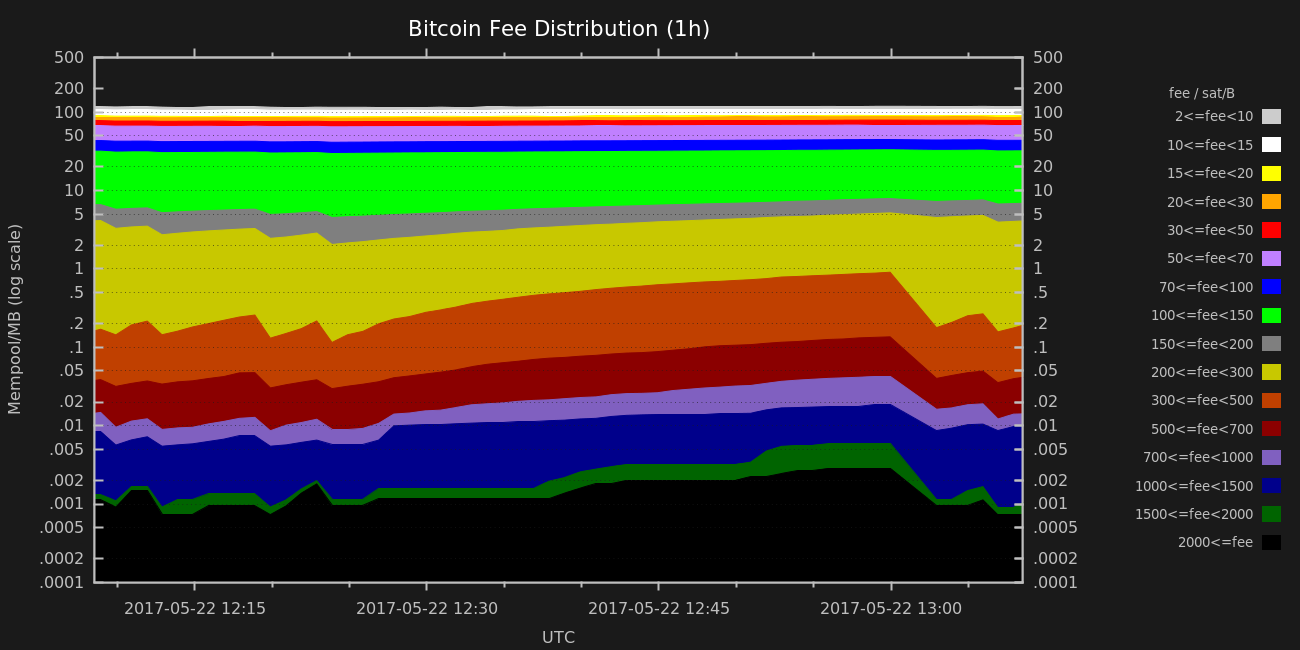 Bitcoin Fee Distribution (1h)
Mempool/MB (log scale)
500
200
100
50
20
10
5
2
1
.5
.2
.1
.05
.02
.01
.005
.002
.001
.0005
.0002
.0001
500
200
100
50
20
10
5
2
1
.5
.2
.1
.05
.02
.01
.005
.002
.001
.0005
.0002
.0001
fee / sat/B
2<=fee<10
10<=fee<15
15<=fee<20
20<=fee<30
30<=fee<50
50<=fee<70
70<=fee<100
100<=fee<150
150<=fee<200
200<=fee<300
300<=fee<500
500<=fee<700
700<=fee<1000
1000<=fee<1500
1500<=fee<2000
2000<=fee
2017-05-22 12:15 2017-05-22 12:30 2017-05-22 12:45 2017-05-22 13:00
UTC